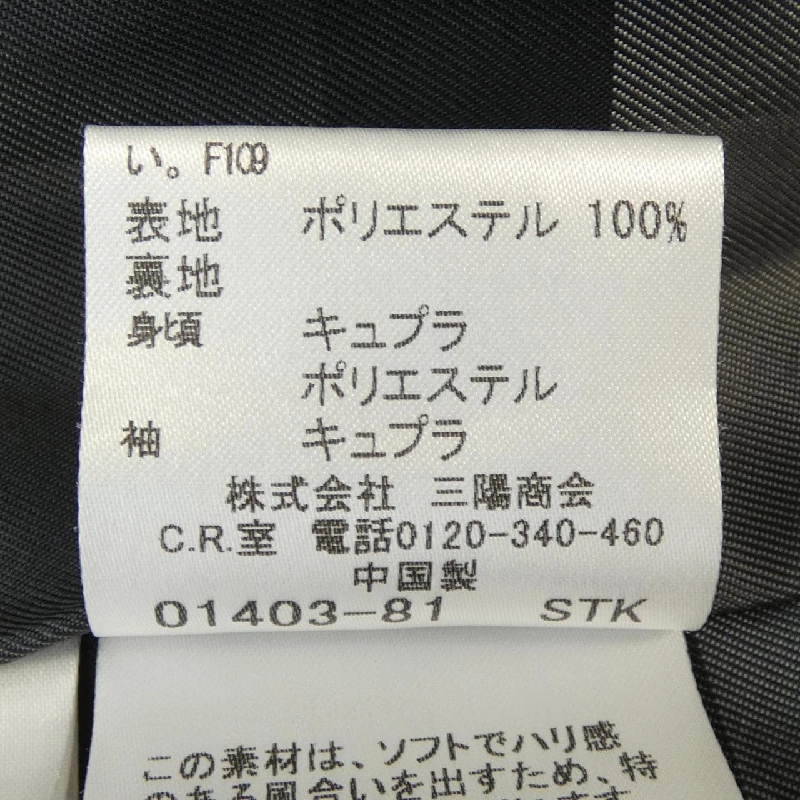 い。F109
表地 ポリエステル 100%
裏地
身頃 キュプラ
ポリエステル
袖 キュプラ
株式会社 三陽商会
C.R.室 電話0120-340-460
中国製
01403-81 STK
この素材は、ソフトでハリ感
のある風合いを出すため、特